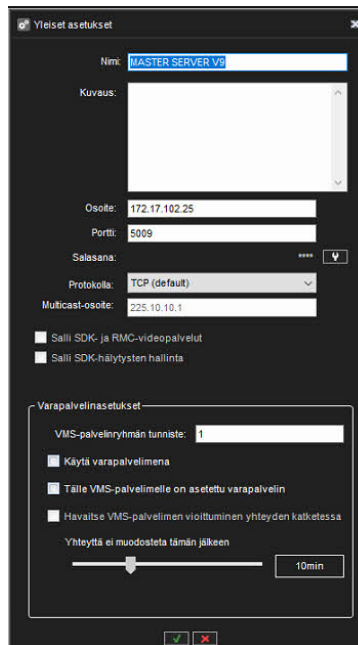 Yleiset asetukset
Nimi: MASTER SERVER V9
Kuvaus:
Osoite: 172.17.102.25
Portti: 5009
Salasana: ****
Protokolla: TCP (default)
Multicast-osoite: 225.10.10.1
Salli SDK- ja RMC-videopalvelut
Salli SDK-hälytysten hallinta
Varapalvelinasetukset
VMS-palvelinryhmän tunniste: 1
Käytä varapalvelimena
Tälle VMS-palvelimelle on asetettu varapalvelin
Havaitse VMS-palvelimen vioittuminen yhteyden katketessa
Yhteyttä ei muodosteta tämän jälkeen
10min